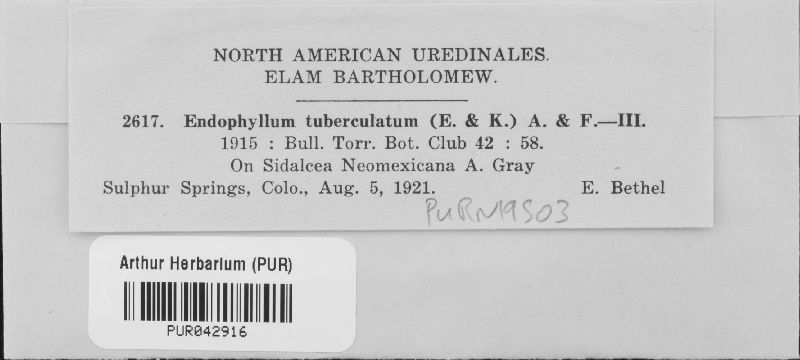 NORTH AMERICAN UREDINALES.
ELAM BARTHOLOMEW.
2617. Endophyllum tuberculatum (E. & K.) A. & F.—III.
1915 : Bull. Torr. Bot. Club 42 : 58.
On Sidalcea Neomexicana A. Gray
Sulphur Springs, Colo., Aug. 5, 1921. E. Bethel
PURN19503
Arthur Herbarium (PUR)
PUR042916